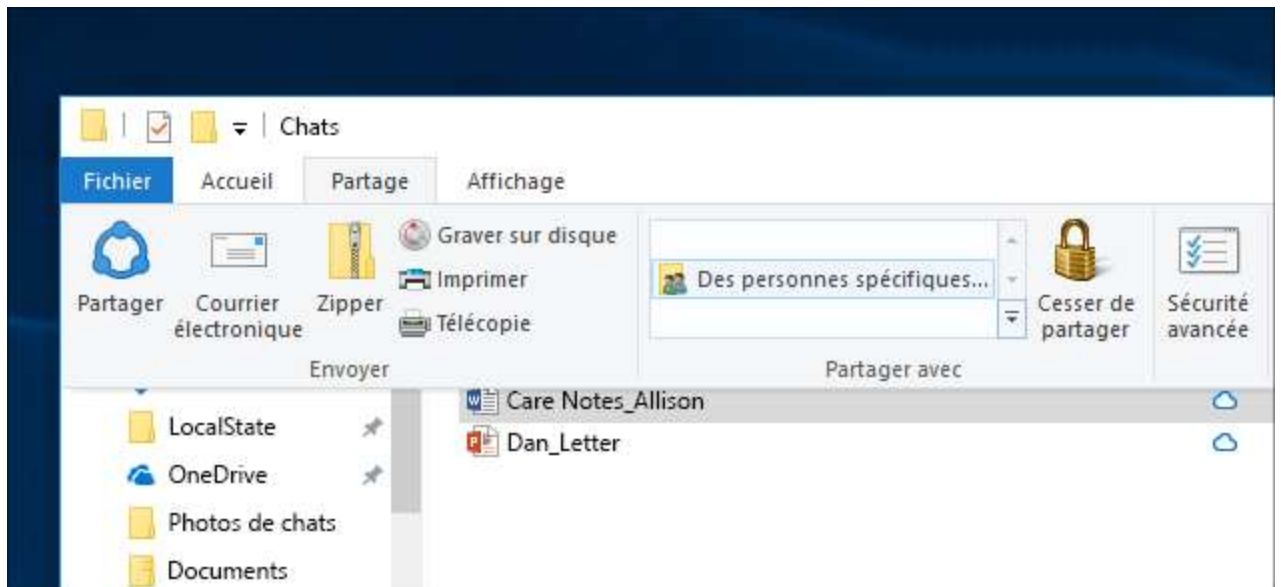 Chats
Fichier Accueil Partage Affichage
Partager
Courrier
électronique
Zipper
Graver sur disque
Imprimer
Télécopie
Envoyer
Des personnes spécifiques...
Cesser de
partager
Partager avec
Sécurité
avancée
LocalState
OneDrive
Photos de chats
Documents
Care Notes_Allison
Dan_Letter